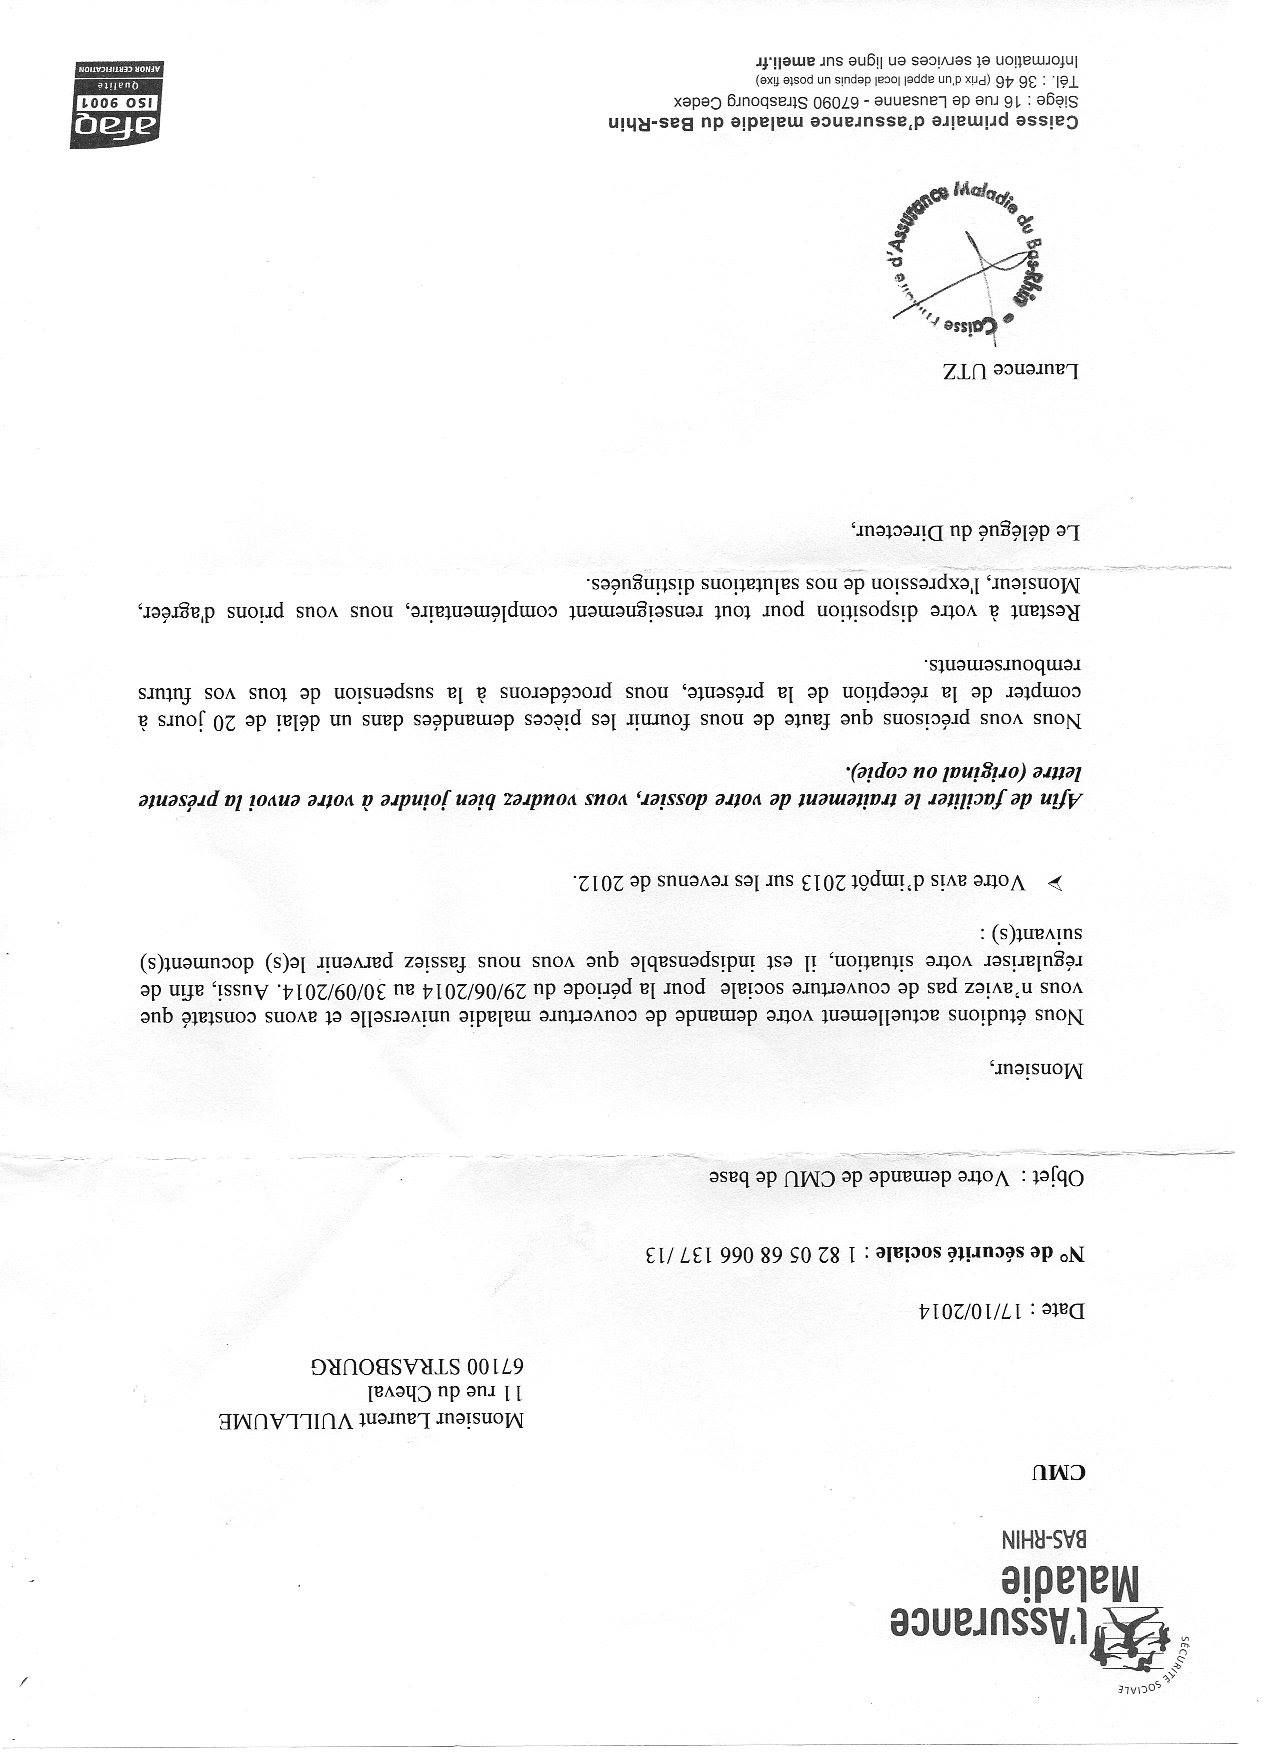 SÉCURITÉ SOCIALE
l'Assurance
Maladie
BAS-RHIN
CMU
Monsieur Laurent VUILLAUME
11 rue du Cheval
67100 STRASBOURG
Date : 17/10/2014
N° de sécurité sociale : 1 82 05 68 066 137 /13
Objet : Votre demande de CMU de base
Monsieur,
Nous étudions actuellement votre demande de couverture maladie universelle et avons constaté que
vous n'aviez pas de couverture sociale pour la période du 29/06/2014 au 30/09/2014. Aussi, afin de
régulariser votre situation, il est indispensable que vous nous fassiez parvenir le(s) document(s)
suivant(s) :
➢ Votre avis d'impôt 2013 sur les revenus de 2012.
Afin de faciliter le traitement de votre dossier, vous voudrez bien joindre à votre envoi la présente
lettre (original ou copie).
Nous vous précisons que faute de nous fournir les pièces demandées dans un délai de 20 jours à
compter de la réception de la présente, nous procéderons à la suspension de tous vos futurs
remboursements.
Restant à votre disposition pour tout renseignement complémentaire, nous vous prions d'agréer,
Monsieur, l'expression de nos salutations distinguées.
Le délégué du Directeur,
Laurence UTZ
Caisse d'Assurance Maladie du Bas-Rhin
Caisse primaire d'assurance maladie du Bas-Rhin
Siège : 16 rue de Lausanne - 67090 Strasbourg Cedex
Tél. : 36 46 (Prix d'un appel local depuis un poste fixe)
Information et services en ligne sur ameli.fr
afaq
ISO 9001
Qualité
AFNOR CERTIFICATION